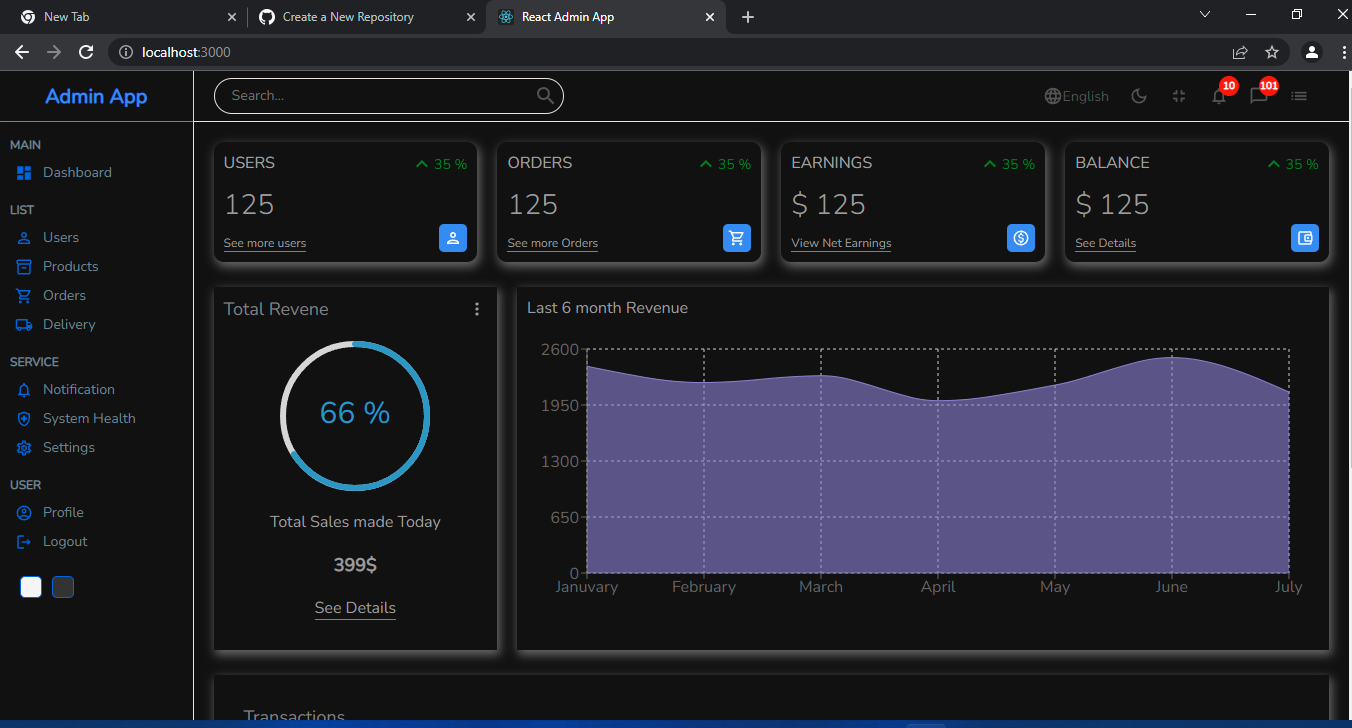 New Tab
Create a New Repository
React Admin App
localhost:3000
Admin App
Search...
English
10
101
MAIN
Dashboard
LIST
Users
Products
Orders
Delivery
SERVICE
Notification
System Health
Settings
USER
Profile
Logout
USERS
35 %
125
See more users
ORDERS
35 %
125
See more Orders
EARNINGS
35 %
$ 125
View Net Earnings
BALANCE
35 %
$ 125
See Details
Total Revene
66 %
Total Sales made Today
399$
See Details
Last 6 month Revenue
2600
1950
1300
650
0
Januvary February March April May June July
Transactions